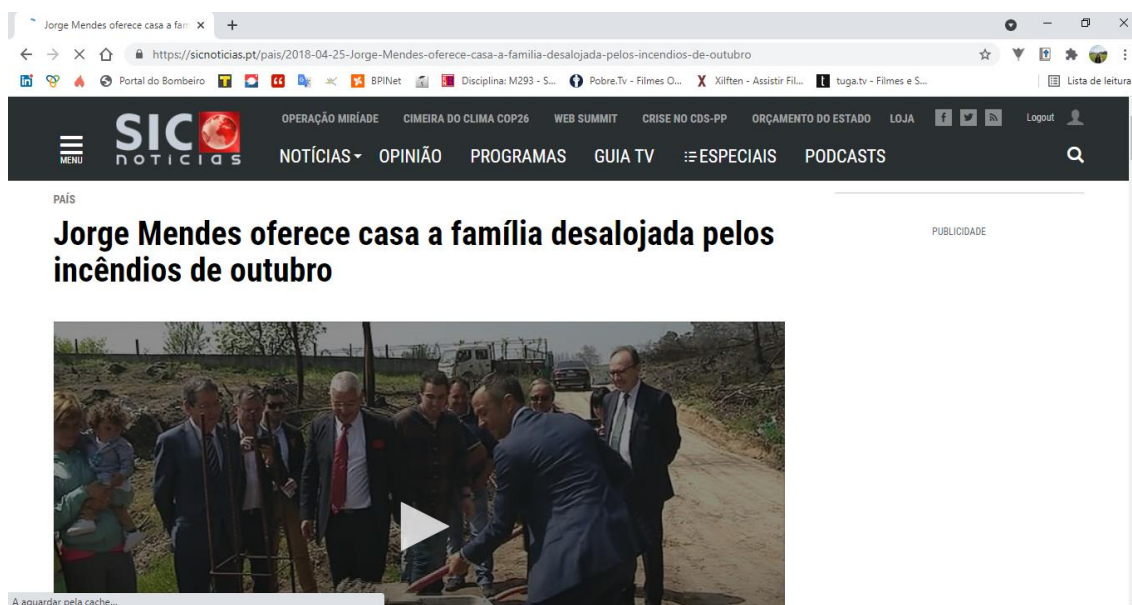 Jorge Mendes oferece casa a fam
https://sicnoticias.pt/pais/2018-04-25-Jorge-Mendes-oferece-casa-a-familia-desalojada-pelos-incendios-de-outubro
Portal do Bombeiro BPINet Disciplina: M293 - S... Pobre.Tv - Filmes O... Xilften - Assistir Fil... tuga.tv - Filmes e S... Lista de leitura
OPERAÇÃO MIRÍADE CIMEIRA DO CLIMA COP26 WEB SUMMIT CRISE NO CDS-PP ORÇAMENTO DO ESTADO LOJA Logout
MENU SIC NOTÍCIAS NOTÍCIAS OPINIÃO PROGRAMAS GUIA TV ESPECIAIS PODCASTS
PAÍS
Jorge Mendes oferece casa a família desalojada pelos
incêndios de outubro
PUBLICIDADE
A aguardar pela cache...